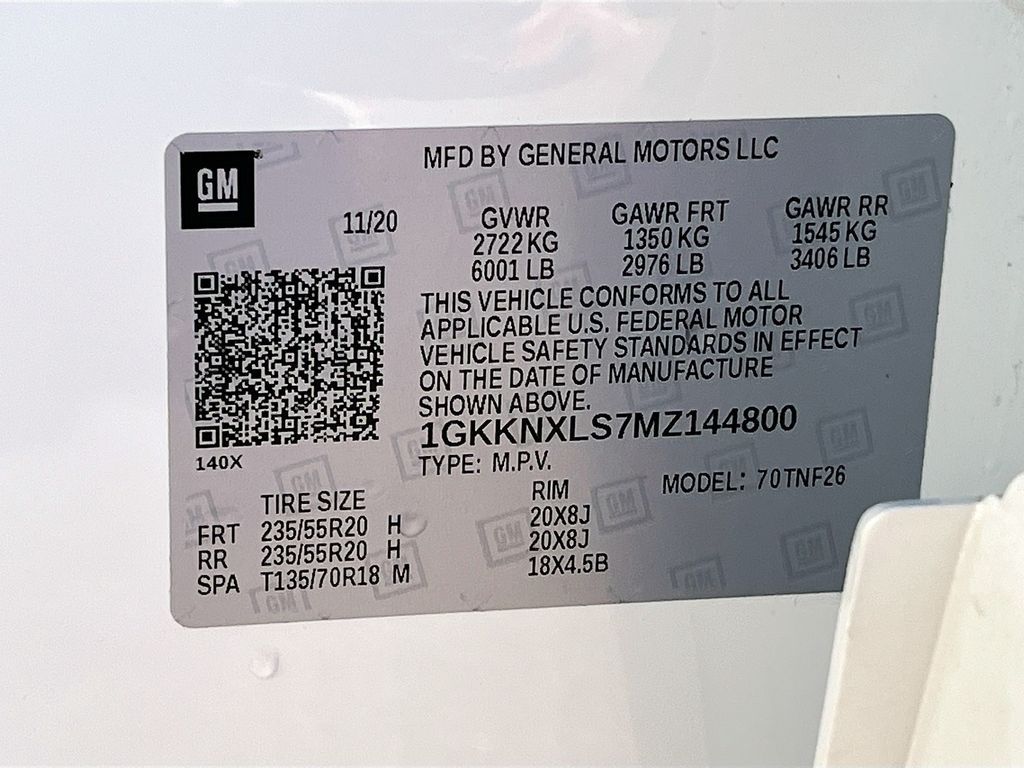 MFD BY GENERAL MOTORS LLC
GM
11/20
GVWR GAWR FRT GAWR RR
2722 KG 1350 KG 1545 KG
6001 LB 2976 LB 3406 LB
THIS VEHICLE CONFORMS TO ALL
APPLICABLE U.S. FEDERAL MOTOR
VEHICLE SAFETY STANDARDS IN EFFECT
ON THE DATE OF MANUFACTURE
SHOWN ABOVE.
1GKKNXLS7MZ144800
140X
TYPE: M.P.V. MODEL: 70TNF26
TIRE SIZE RIM
FRT 235/55R20 H 20X8J
RR 235/55R20 H 20X8J
SPA T135/70R18 M 18X4.5B